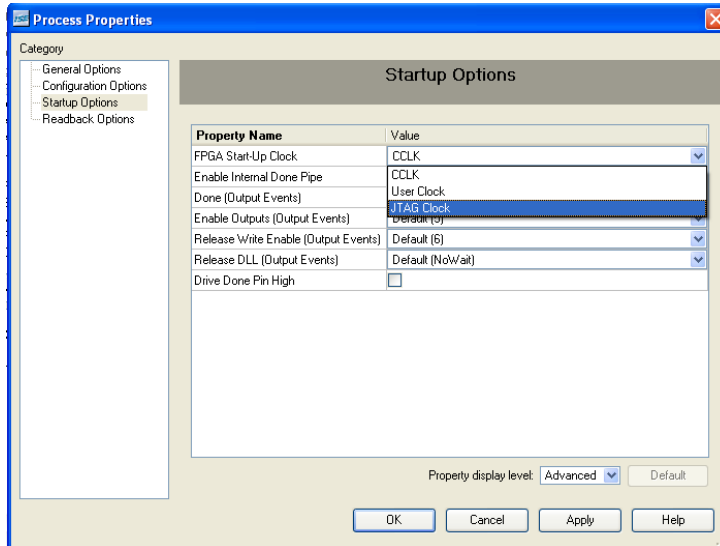 Process Properties
Category
General Options
Configuration Options
Startup Options
Readback Options
Startup Options
Property Name Value
FPGA Start-Up Clock CCLK
Enable Internal Done Pipe CCLK
User Clock
Done (Output Events) JTAG Clock
Enable Outputs (Output Events) Default (5)
Release Write Enable (Output Events) Default (6)
Release DLL (Output Events) Default (NoWait)
Drive Done Pin High
Property display level: Advanced Default
OK Cancel Apply Help